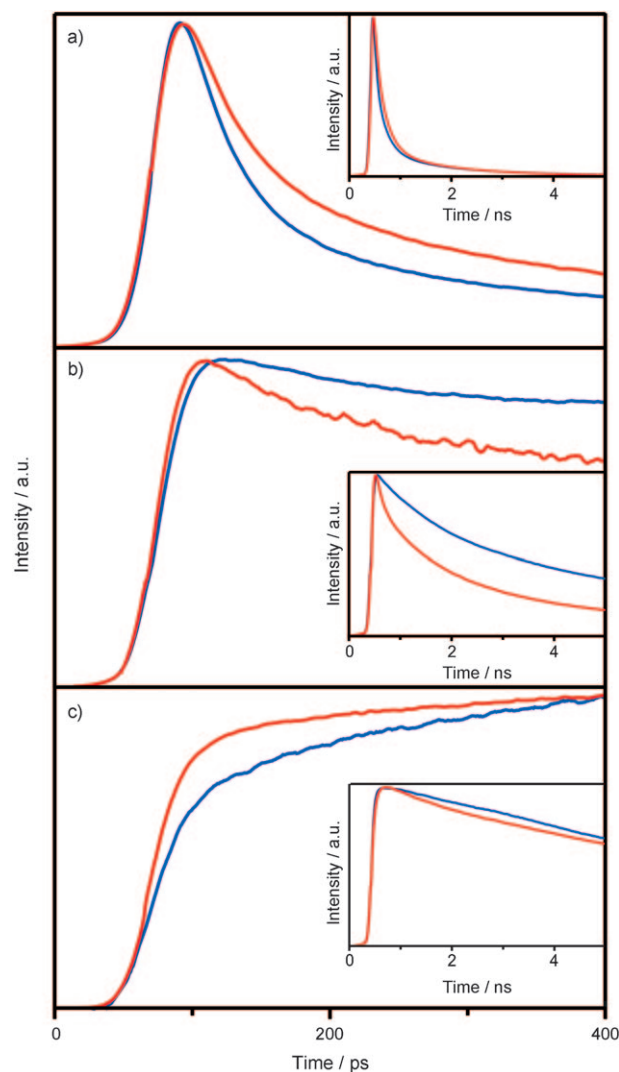 a)
Intensity / a.u.
0 2 4
Time / ns
b)
Intensity / a.u.
Intensity / a.u.
0 2 4
Time / ns
c)
Intensity / a.u.
0 2 4
Time / ns
0 200 400
Time / ps